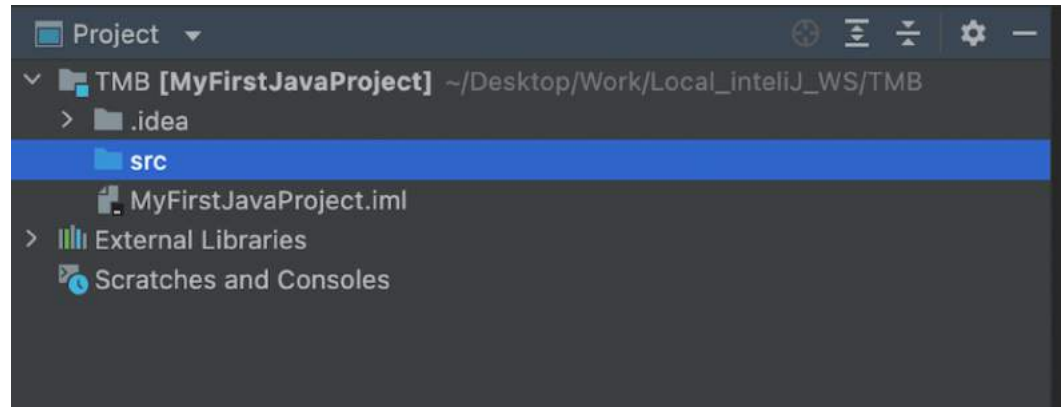 Project
TMB [MyFirstJavaProject] ~/Desktop/Work/Local_inteliJ_WS/TMB
.idea
src
MyFirstJavaProject.iml
External Libraries
Scratches and Consoles